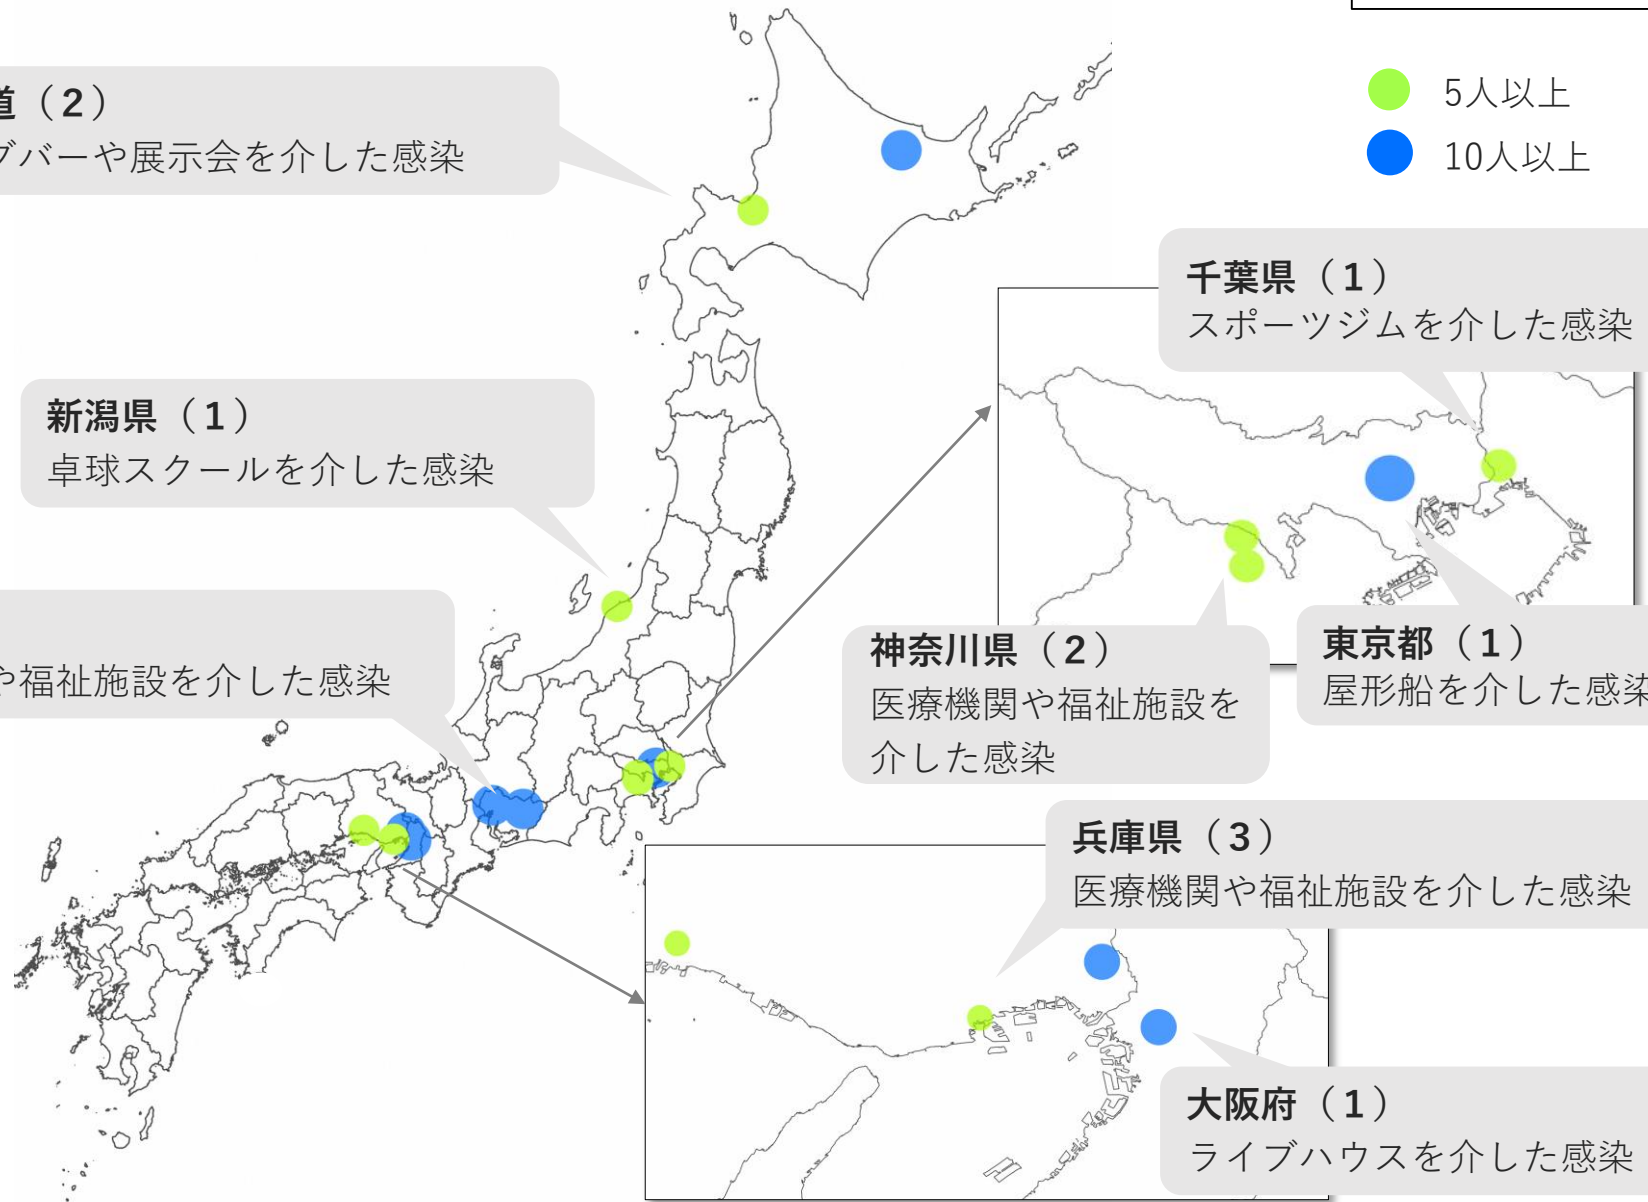 道（2）
グバーや展示会を介した感染
5人以上
10人以上
千葉県（1）
スポーツジムを介した感染
新潟県（1）
卓球スクールを介した感染
や福祉施設を介した感染
神奈川県（2）
医療機関や福祉施設を
介した感染
東京都（1）
屋形船を介した感染
兵庫県（3）
医療機関や福祉施設を介した感染
大阪府（1）
ライブハウスを介した感染